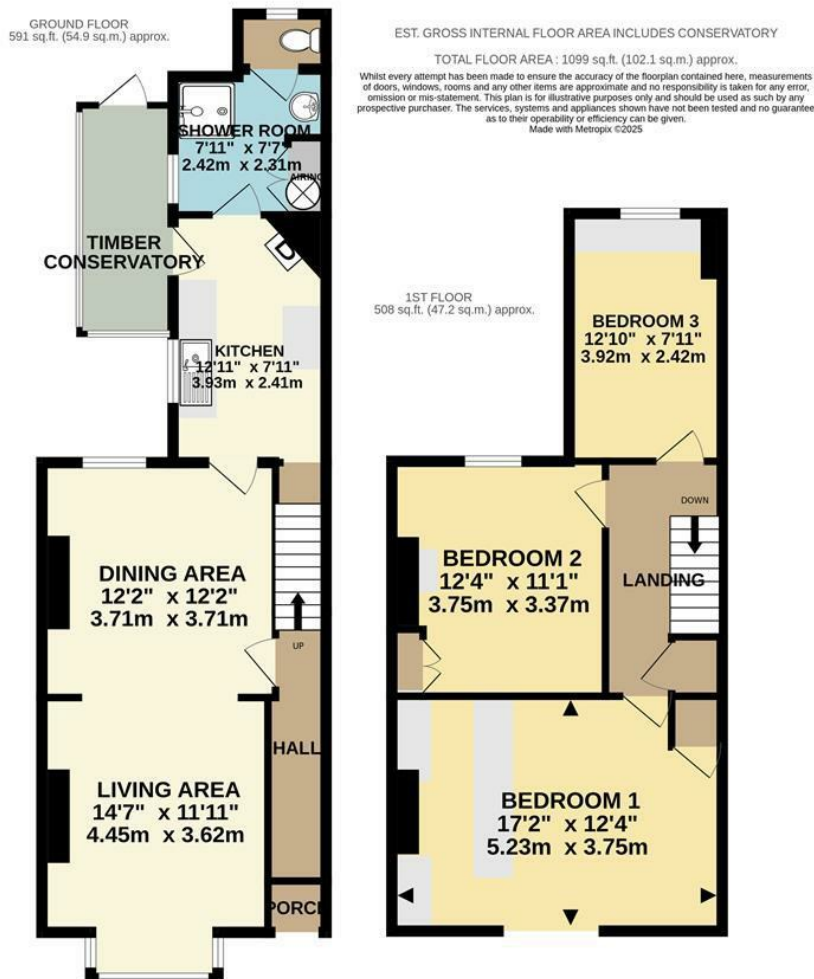 GROUND FLOOR
591 sq.ft. (54.9 sq.m.) approx.
EST. GROSS INTERNAL FLOOR AREA INCLUDES CONSERVATORY
TOTAL FLOOR AREA : 1099 sq.ft. (102.1 sq.m.) approx.
Whilst every attempt has been made to ensure the accuracy of the floorplan contained here, measurements
of doors, windows, rooms and any other items are approximate and no responsibility is taken for any error,
omission or mis-statement. This plan is for illustrative purposes only and should be used as such by any
prospective purchaser. The services, systems and appliances shown have not been tested and no guarantee
as to their operability or efficiency can be given.
Made with Metropix ©2025
SHOWER ROOM
7'11" x 7'7"
2.42m x 2.31m
AIRING
TIMBER
CONSERVATORY
D
KITCHEN
12'11" x 7'11"
3.93m x 2.41m
DINING AREA
12'2" x 12'2"
3.71m x 3.71m
UP
HALL
LIVING AREA
14'7" x 11'11"
4.45m x 3.62m
PORCH
1ST FLOOR
508 sq.ft. (47.2 sq.m.) approx.
BEDROOM 3
12'10" x 7'11"
3.92m x 2.42m
DOWN
BEDROOM 2
12'4" x 11'1"
3.75m x 3.37m
LANDING
BEDROOM 1
17'2" x 12'4"
5.23m x 3.75m